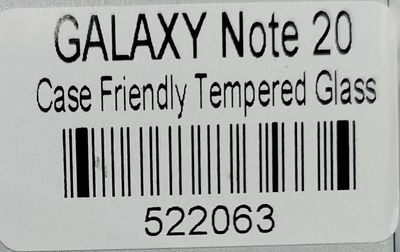 GALAXY Note 20
Case Friendly Tempered Glass
522063